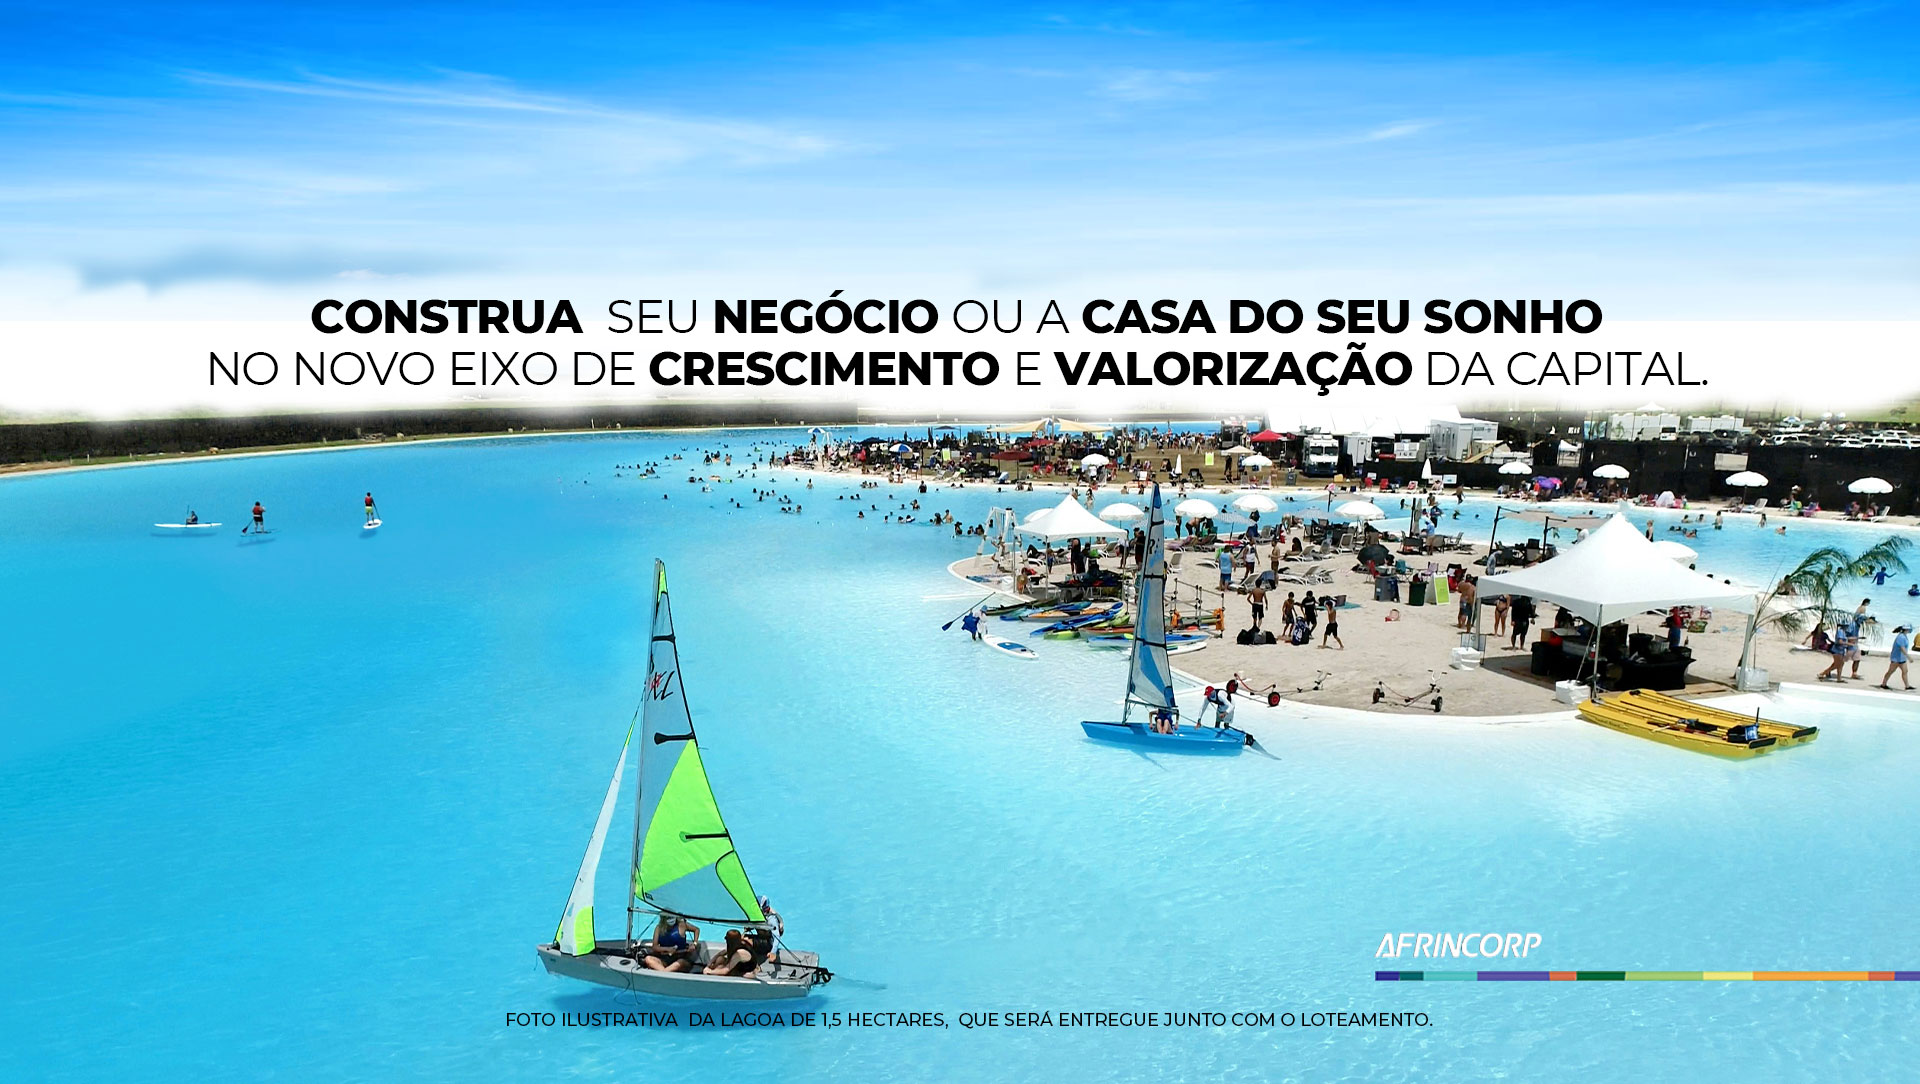 CONSTRUA SEU NEGÓCIO OU A CASA DO SEU SONHO
NO NOVO EIXO DE CRESCIMENTO E VALORIZAÇÃO DA CAPITAL.
AFRINCORP
FOTO ILUSTRATIVA DA LAGOA DE 1,5 HECTARES, QUE SERÁ ENTREGUE JUNTO COM O LOTEAMENTO.